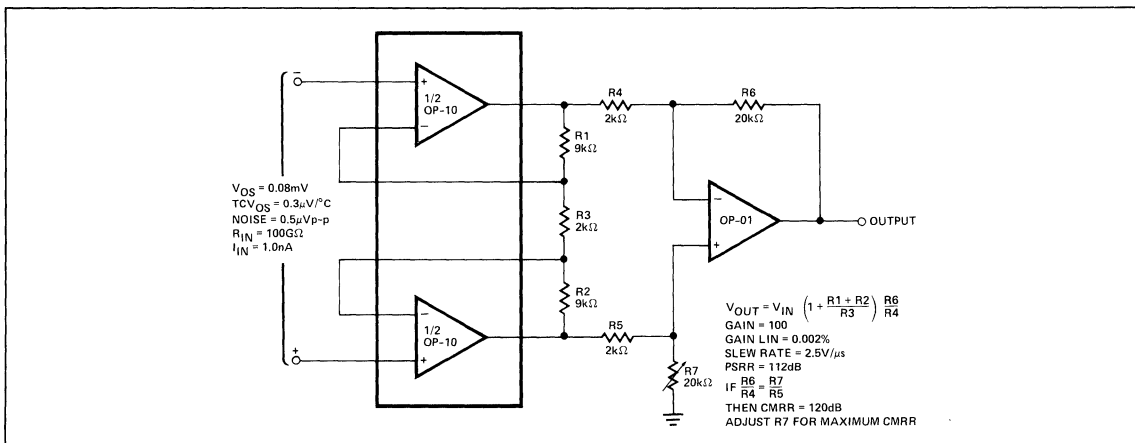 −
+
1/2
OP-10
−
R4
2kΩ
R6
20kΩ
R1
9kΩ
VOS = 0.08mV
TCVOS = 0.3μV/°C
NOISE = 0.5μVp-p
RIN = 100GΩ
IIN = 1.0nA
R3
2kΩ
−
OP-01
+
OUTPUT
R2
9kΩ
−
1/2
OP-10
+
+
R5
2kΩ
R7
20kΩ
VOUT = VIN (1 + R1 + R2 / R3) R6 / R4
GAIN = 100
GAIN LIN = 0.002%
SLEW RATE = 2.5V/μs
PSRR = 112dB
IF R6 / R4 = R7 / R5
THEN CMRR = 120dB
ADJUST R7 FOR MAXIMUM CMRR